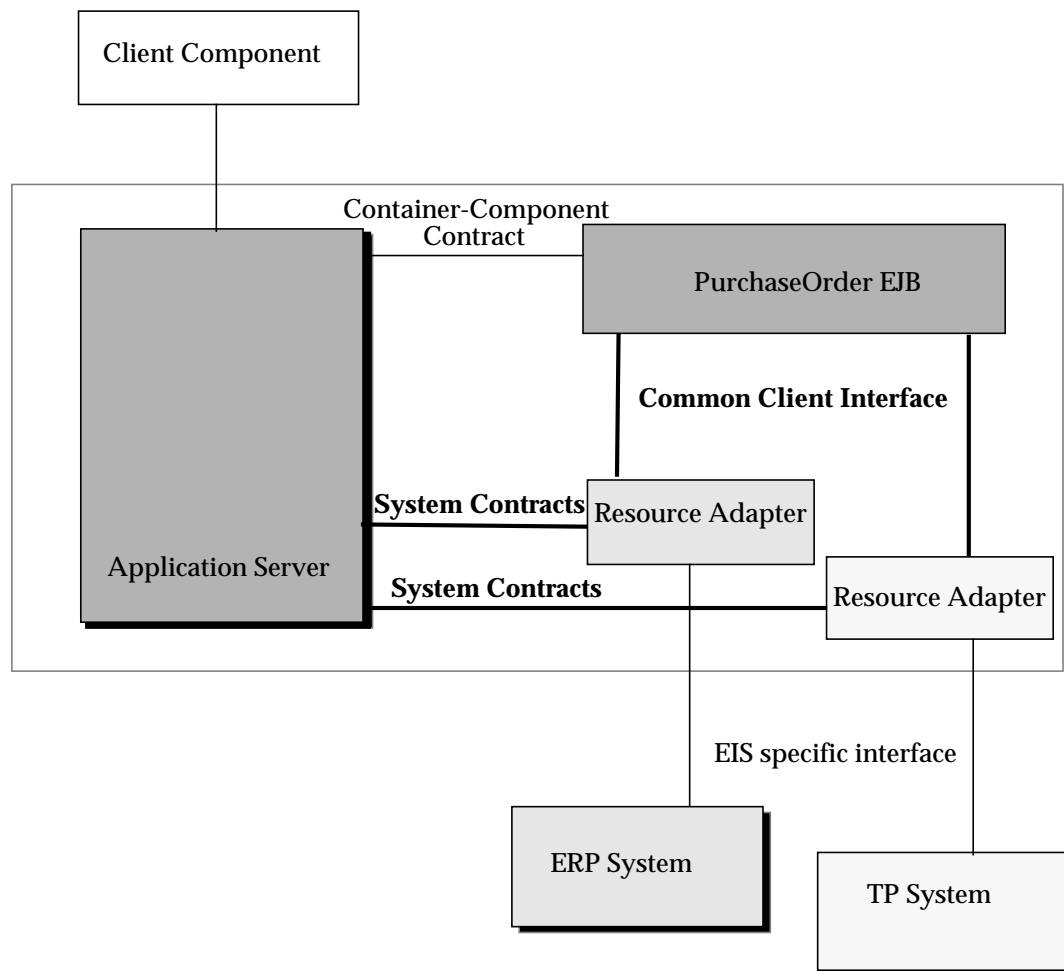 Client Component
Container-Component
Contract
PurchaseOrder EJB
Common Client Interface
System Contracts
Resource Adapter
Application Server
System Contracts
Resource Adapter
EIS specific interface
ERP System
TP System